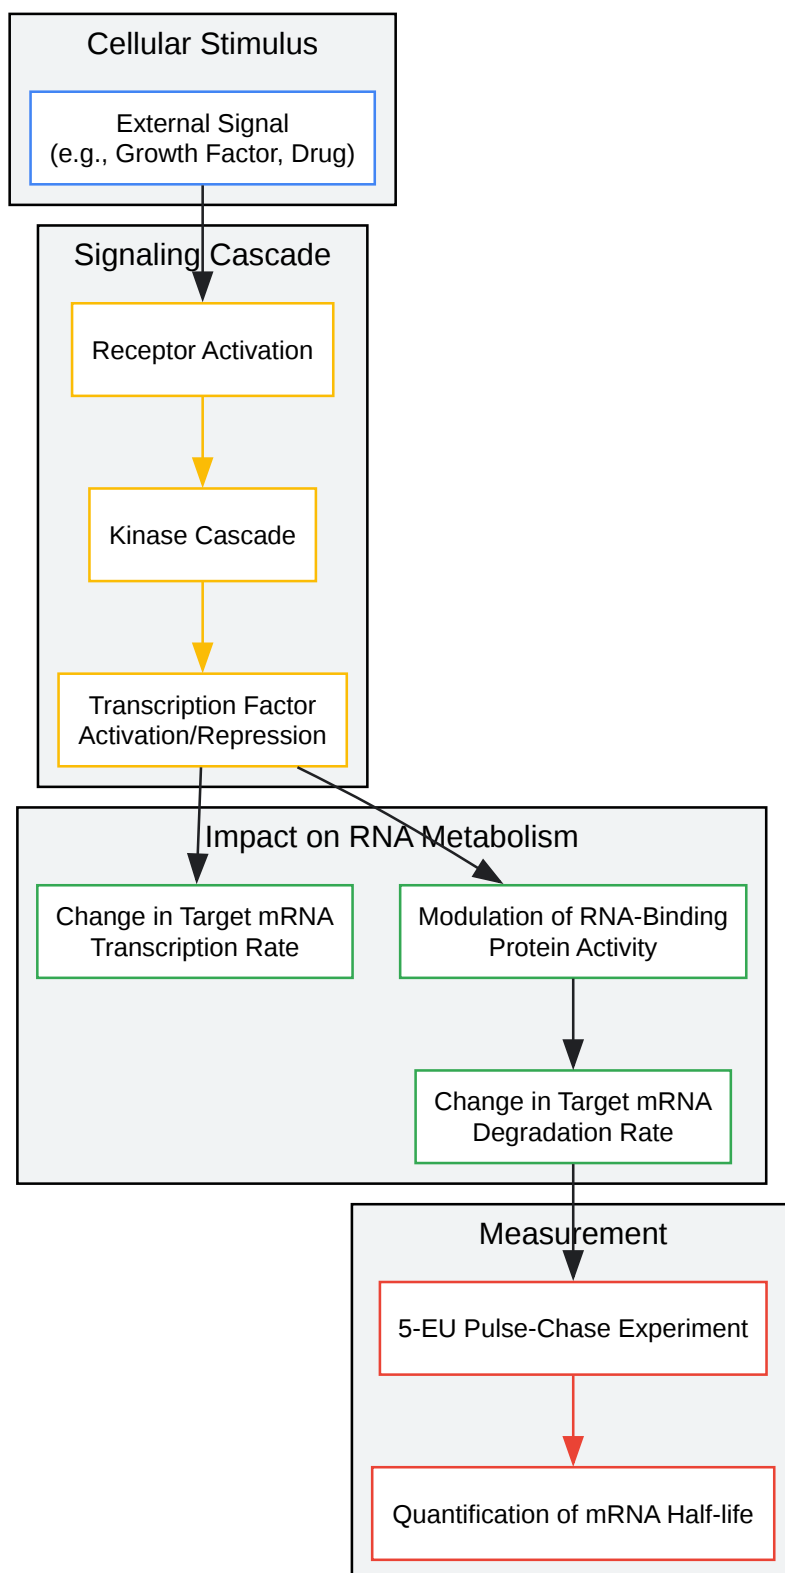 Cellular Stimulus
External Signal
(e.g., Growth Factor, Drug)
Signaling Cascade
Receptor Activation
Kinase Cascade
Transcription Factor
Activation/Repression
Impact on RNA Metabolism
Change in Target mRNA
Transcription Rate
Modulation of RNA-Binding
Protein Activity
Change in Target mRNA
Degradation Rate
Measurement
5-EU Pulse-Chase Experiment
Quantification of mRNA Half-life